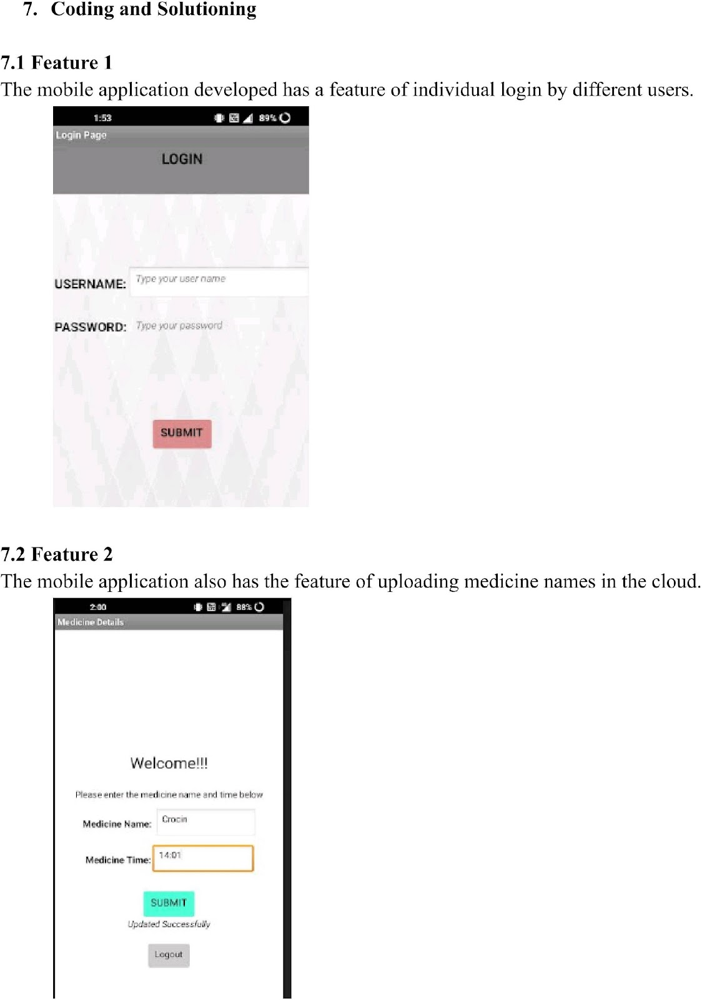 7. Coding and Solutioning
7.1 Feature 1
The mobile application developed has a feature of individual login by different users.
1:53 89%
Login Page
LOGIN
USERNAME: Type your user name
PASSWORD: Type your password
SUBMIT
7.2 Feature 2
The mobile application also has the feature of uploading medicine names in the cloud.
2:00 88%
Medicine Details
Welcome!!!
Please enter the medicine name and time below
Medicine Name: Crocin
Medicine Time: 14:01
SUBMIT
Updated Successfully
Logout